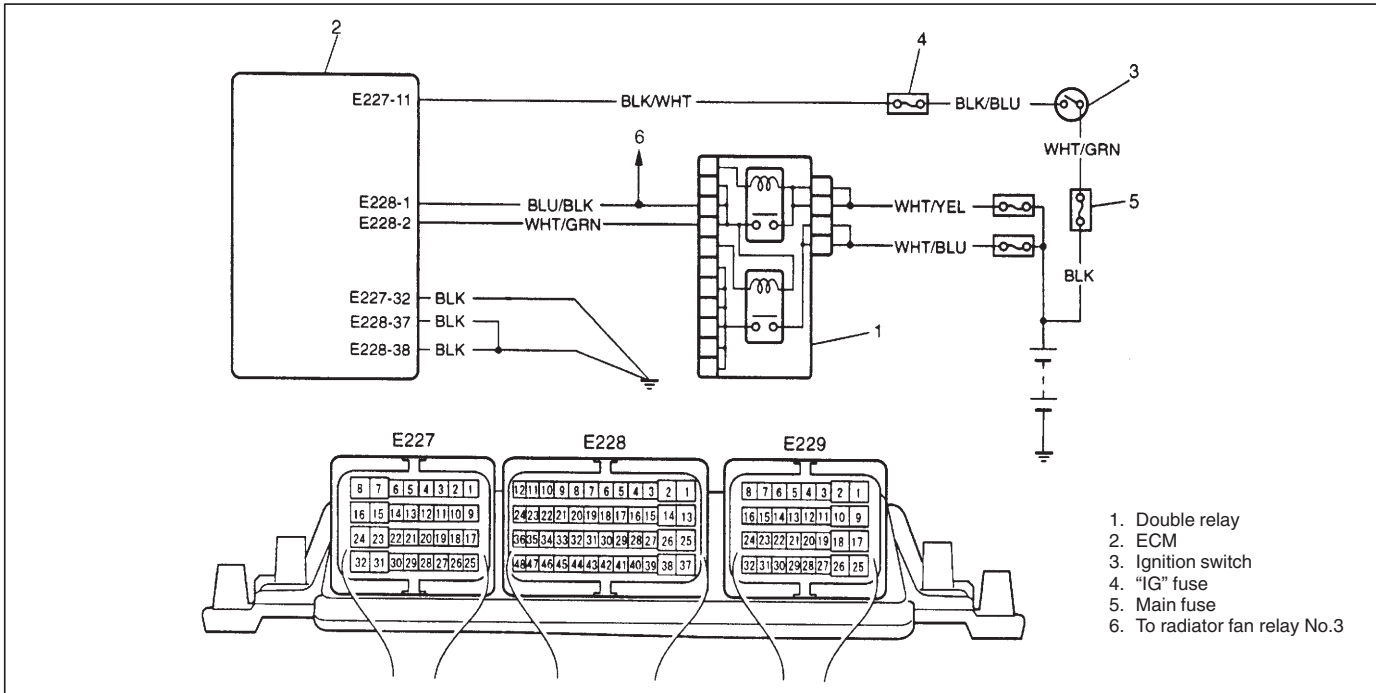 2
4
3
E227-11
BLK/WHT
BLK/BLU
6
WHT/GRN
E228-1
BLU/BLK
WHT/YEL
5
E228-2
WHT/GRN
WHT/BLU
BLK
E227-32
BLK
E228-37
BLK
1
E228-38
BLK
E227
E228
E229
8 7 6 5 4 3 2 1
12 11 10 9 8 7 6 5 4 3 2 1
8 7 6 5 4 3 2 1
16 15 14 13 12 11 10 9
24 23 22 21 20 19 18 17 16 15 14 13
16 15 14 13 12 11 10 9
24 23 22 21 20 19 18 17
36 35 34 33 32 31 30 29 28 27 26 25
24 23 22 21 20 19 18 17
32 31 30 29 28 27 26 25
48 47 46 45 44 43 42 41 40 39 38 37
32 31 30 29 28 27 26 25
1. Double relay
2. ECM
3. Ignition switch
4. “IG” fuse
5. Main fuse
6. To radiator fan relay No.3